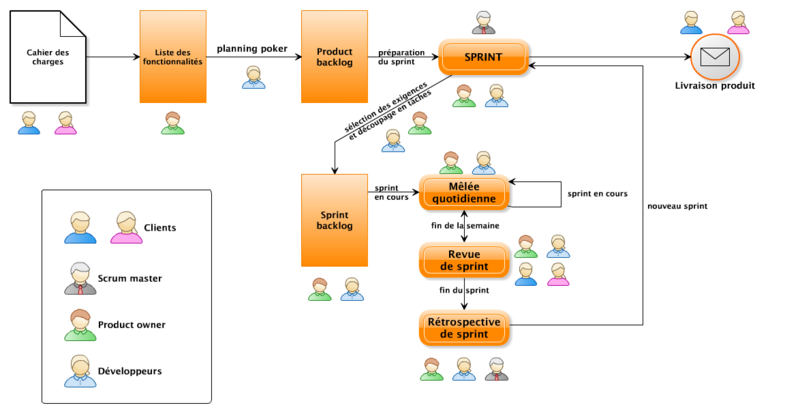 Cahier des
charges
Liste des
fonctionnalités
planning poker
Product
backlog
préparation
du sprint
SPRINT
Livraison produit
sélection des exigences
et découpage en tâches
Sprint
backlog
sprint
en cours
Mêlée
quotidienne
sprint en cours
nouveau sprint
fin de la semaine
Revue
de sprint
fin du sprint
Rétrospective
de sprint
Clients
Scrum master
Product owner
Développeurs